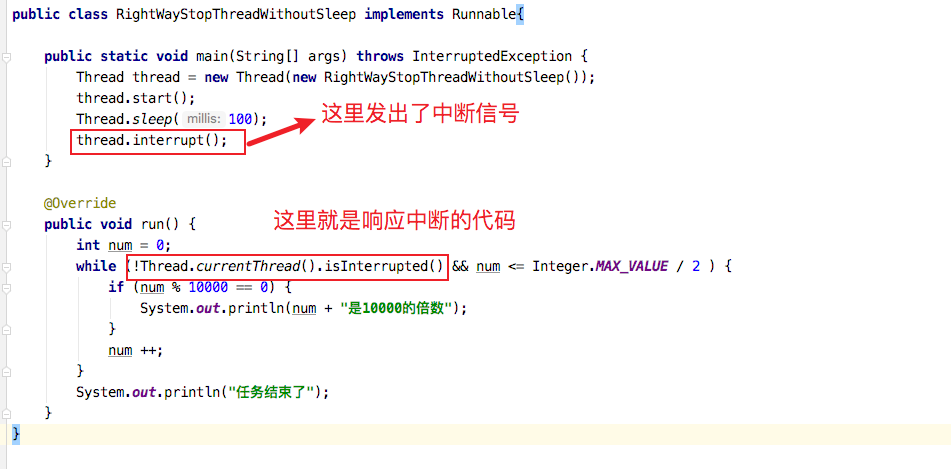 public class RightWayStopThreadWithoutSleep implements Runnable{
public static void main(String[] args) throws InterruptedException {
Thread thread = new Thread(new RightWayStopThreadWithoutSleep());
thread.start();
Thread.sleep( millis: 100);
这里发出了中断信号
thread.interrupt();
}
@Override
这里就是响应中断的代码
public void run() {
int num = 0;
while (!Thread.currentThread().isInterrupted() && num <= Integer.MAX_VALUE / 2 ) {
if (num % 10000 == 0) {
System.out.println(num + "是10000的倍数");
}
num ++;
}
System.out.println("任务结束了");
}
}